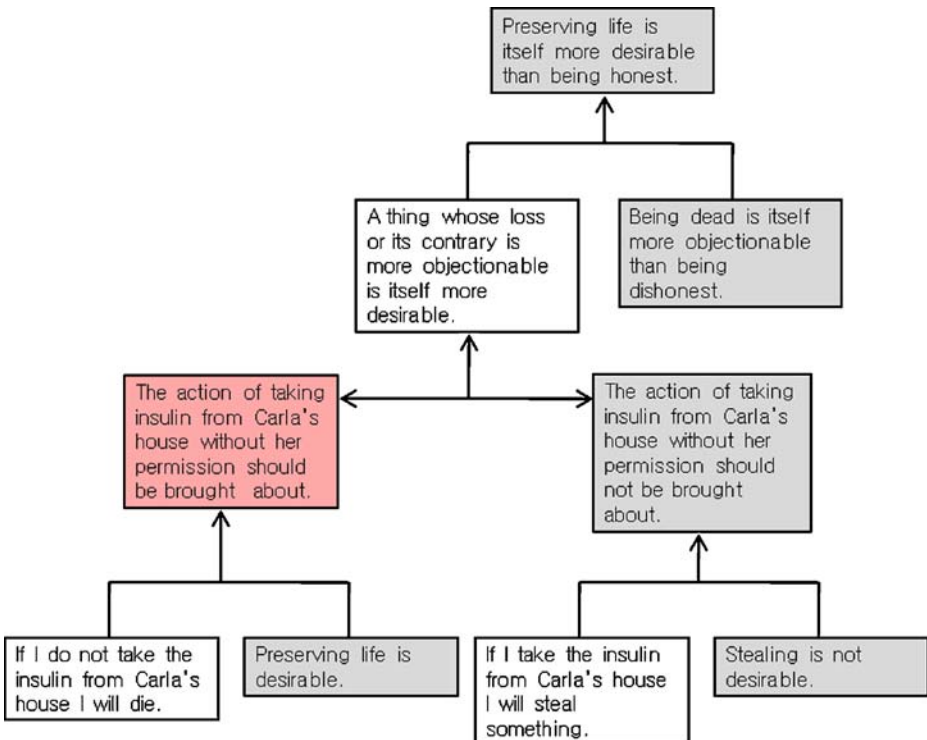 Preserving life is
itself more desirable
than being honest.
A thing whose loss
or its contrary is
more objectionable
is itself more
desirable.
Being dead is itself
more objectionable
than being
dishonest.
The action of taking
insulin from Carla's
house without her
permission should
be brought about.
The action of taking
insulin from Carla's
house without her
permission should
not be brought
about.
If I do not take the
insulin from Carla's
house I will die.
Preserving life is
desirable.
If I take the insulin
from Carla's house
I will steal
something.
Stealing is not
desirable.